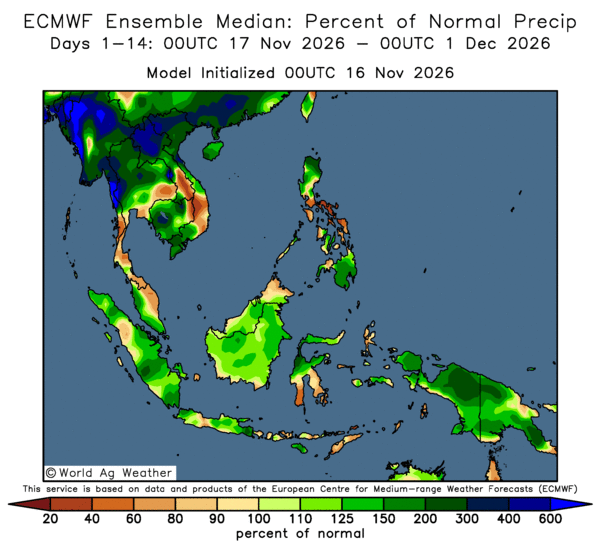 ECMWF Ensemble Median: Percent of Normal Precip
Days 1−14: 00UTC 17 Nov 2026 − 00UTC 1 Dec 2026
Model Initialized 00UTC 16 Nov 2026
© World Ag Weather
This service is based on data and products of the European Centre for Medium-range Weather Forecasts (ECMWF)
20 40 60 80 90 100 110 125 150 200 300 400 600
percent of normal